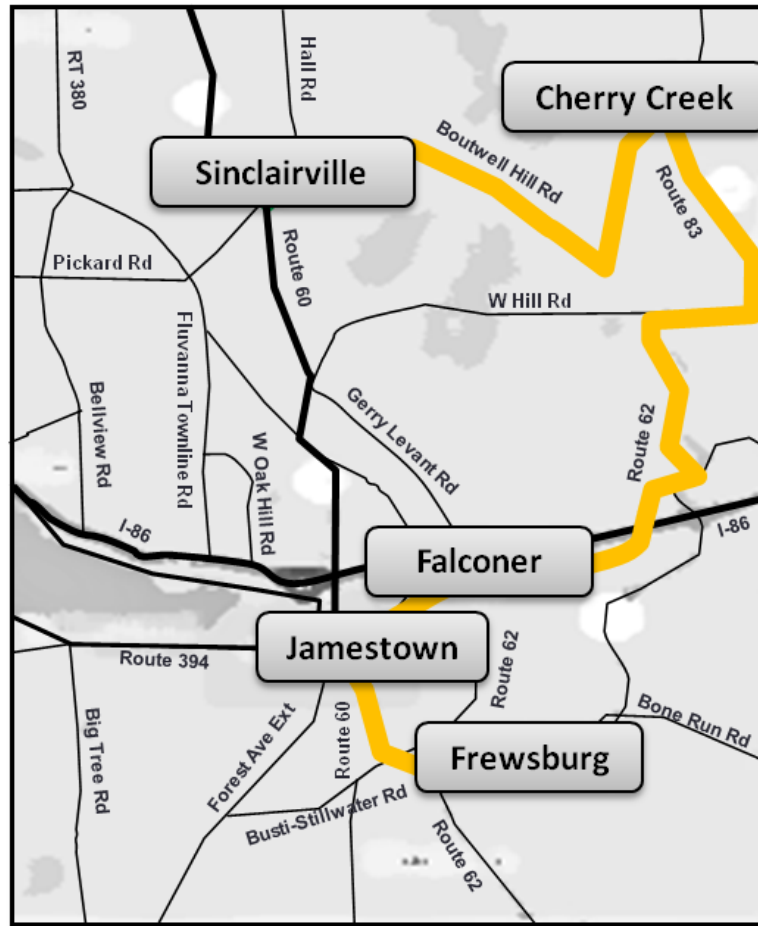 RT 380
Hall Rd
Cherry Creek
Boutwell Hill Rd
Sinclairville
Route 83
Route 60
Pickard Rd
W Hill Rd
Fluvanna Townline Rd
Bellview Rd
Gerry Levant Rd
Route 62
W Oak Hill Rd
I-86
I-86
Falconer
Jamestown
Route 394
Route 62
Big Tree Rd
Forest Ave Ext
Route 60
Bone Run Rd
Frewsburg
Busti-Stillwater Rd
Route 62